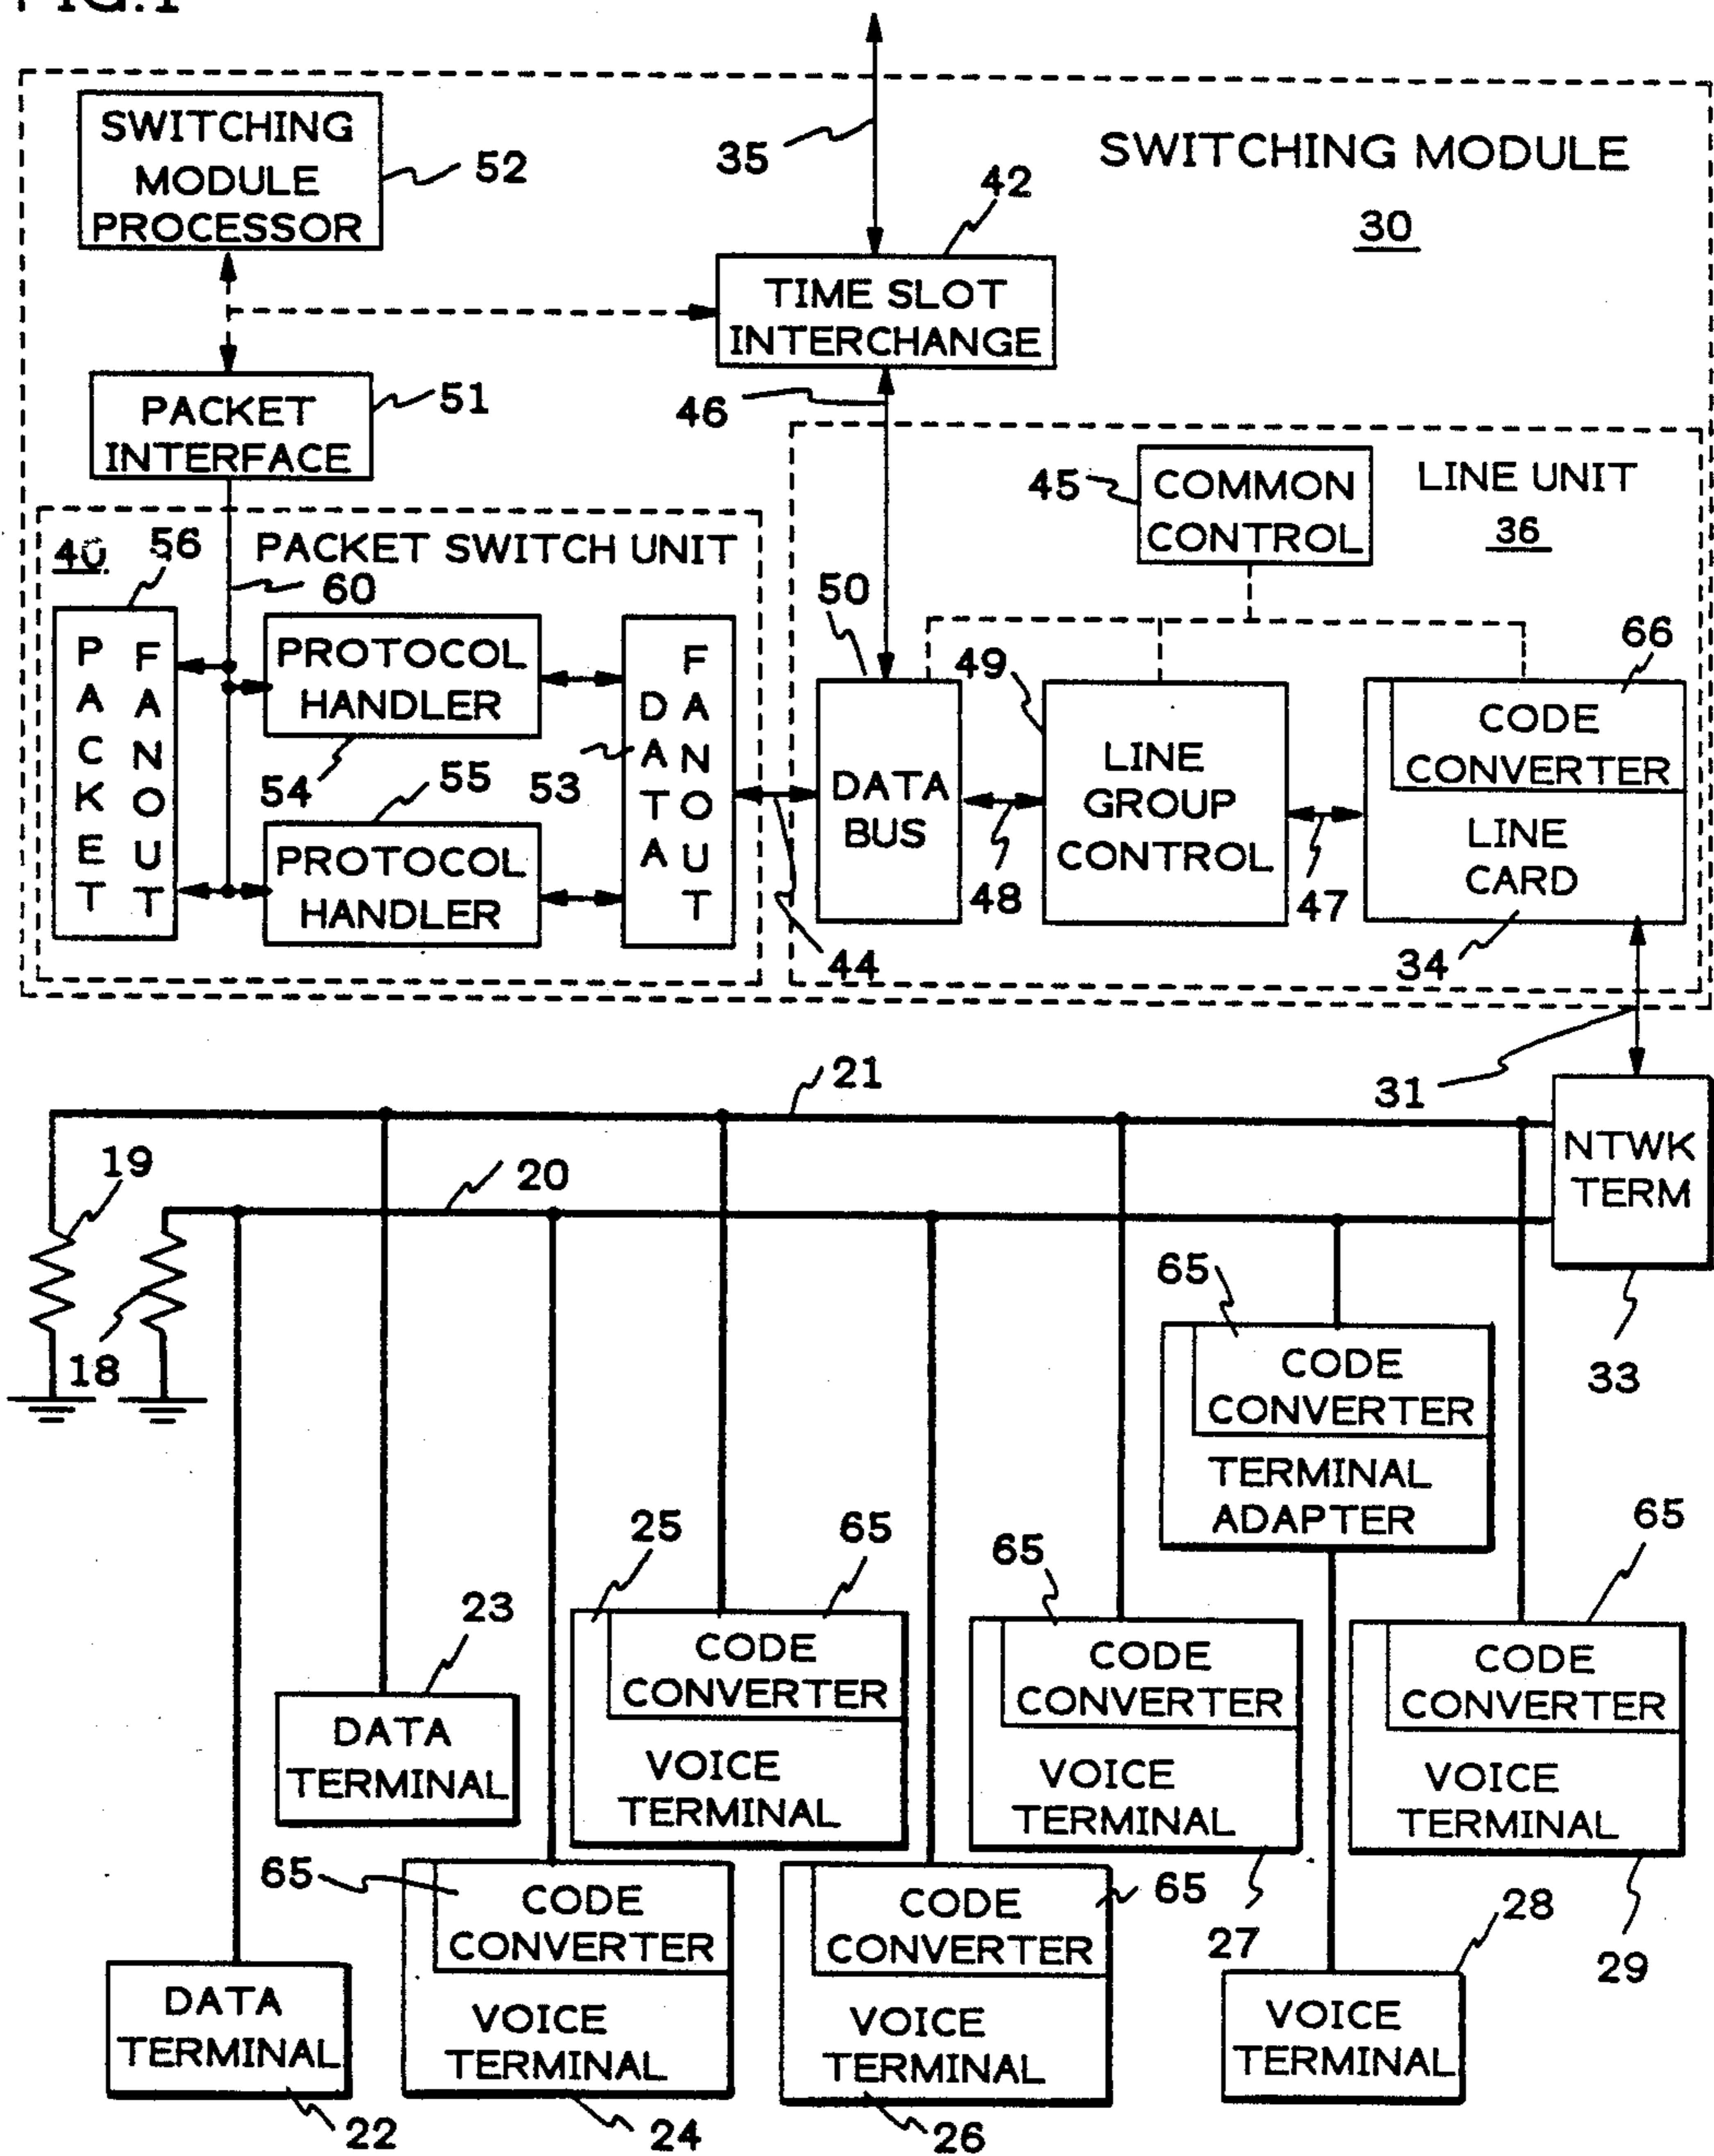 FIG.1
SWITCHING
MODULE
PROCESSOR
52
35
SWITCHING MODULE
30
42
TIME SLOT
INTERCHANGE
PACKET
INTERFACE
51
46
45
COMMON
CONTROL
LINE UNIT
36
40
56
PACKET SWITCH UNIT
60
50
49
66
PACKET
FANOUT
PROTOCOL
HANDLER
54
55
PROTOCOL
HANDLER
53
DATA
FANOUT
44
DATA
BUS
48
LINE
GROUP
CONTROL
47
CODE
CONVERTER
LINE
CARD
34
31
21
NTWK
TERM
33
19
20
18
65
CODE
CONVERTER
TERMINAL
ADAPTER
25
65
CODE
CONVERTER
VOICE
TERMINAL
65
CODE
CONVERTER
VOICE
TERMINAL
27
65
CODE
CONVERTER
VOICE
TERMINAL
29
23
DATA
TERMINAL
65
CODE
CONVERTER
VOICE
TERMINAL
24
65
CODE
CONVERTER
VOICE
TERMINAL
26
28
VOICE
TERMINAL
DATA
TERMINAL
22